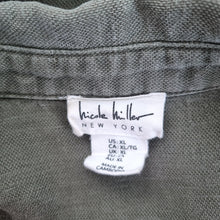 nicole miller
NEW YORK
US: XL
CA: XL/TG
UK: XL
AU: XL
MADE IN
CAMBODIA